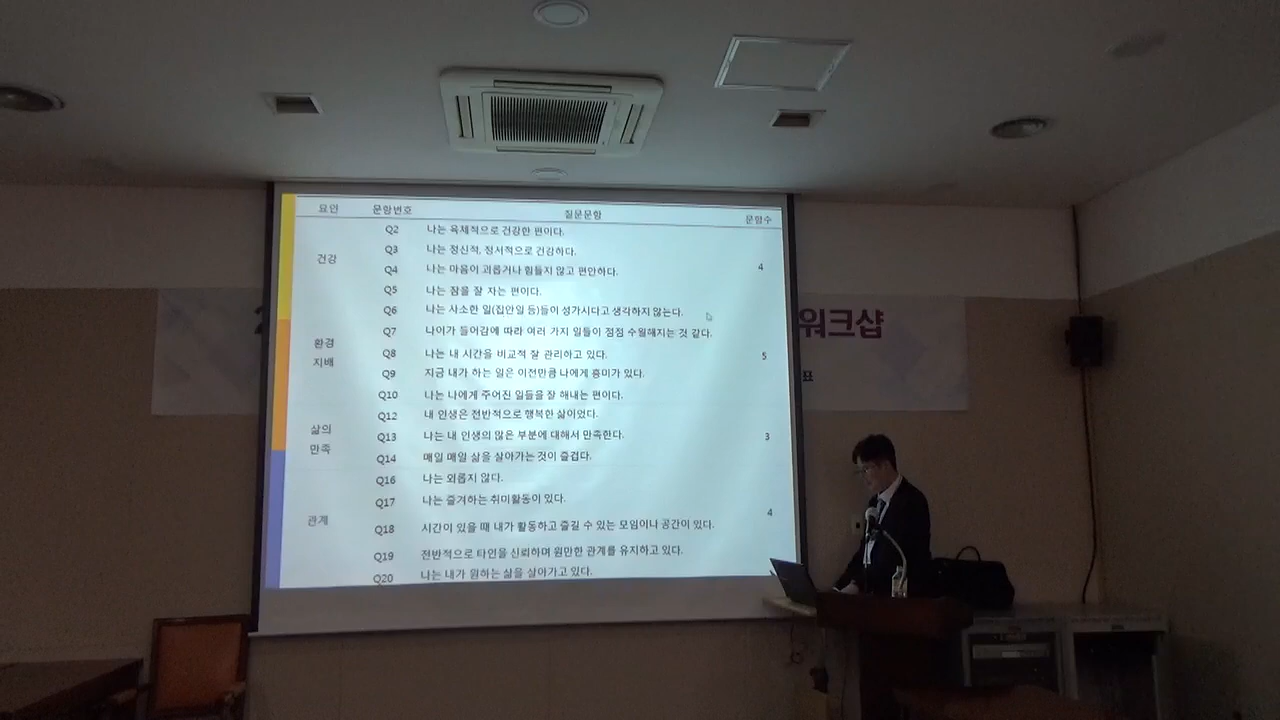 요인 문항번호 질문문항 문항수
Q2 나는 육체적으로 건강한 편이다.
Q3 나는 정신적, 정서적으로 건강하다.
건강 Q4 나는 마음이 괴롭거나 힘들지 않고 편안하다. 4
Q5 나는 잠을 잘 자는 편이다.
Q6 나는 사소한 일(집안일 등)들이 성가시다고 생각하지 않는다.
Q7 나이가 들어감에 따라 여러 가지 일들이 점점 수월해지는 것 같다.
환경
지배 Q8 나는 내 시간을 비교적 잘 관리하고 있다. 5
Q9 지금 내가 하는 일은 이전만큼 나에게 흥미가 있다.
Q10 나는 나에게 주어진 일들을 잘 해내는 편이다.
Q12 내 인생은 전반적으로 행복한 삶이었다.
삶의
만족 Q13 나는 내 인생의 많은 부분에 대해서 만족한다. 3
Q14 매일 매일 삶을 살아가는 것이 즐겁다.
Q16 나는 외롭지 않다.
Q17 나는 즐겨하는 취미활동이 있다.
관계 Q18 시간이 있을 때 내가 활동하고 즐길 수 있는 모임이나 공간이 있다. 4
Q19 전반적으로 타인을 신뢰하며 원만한 관계를 유지하고 있다.
Q20 나는 내가 원하는 삶을 살아가고 있다.
워크샵
표